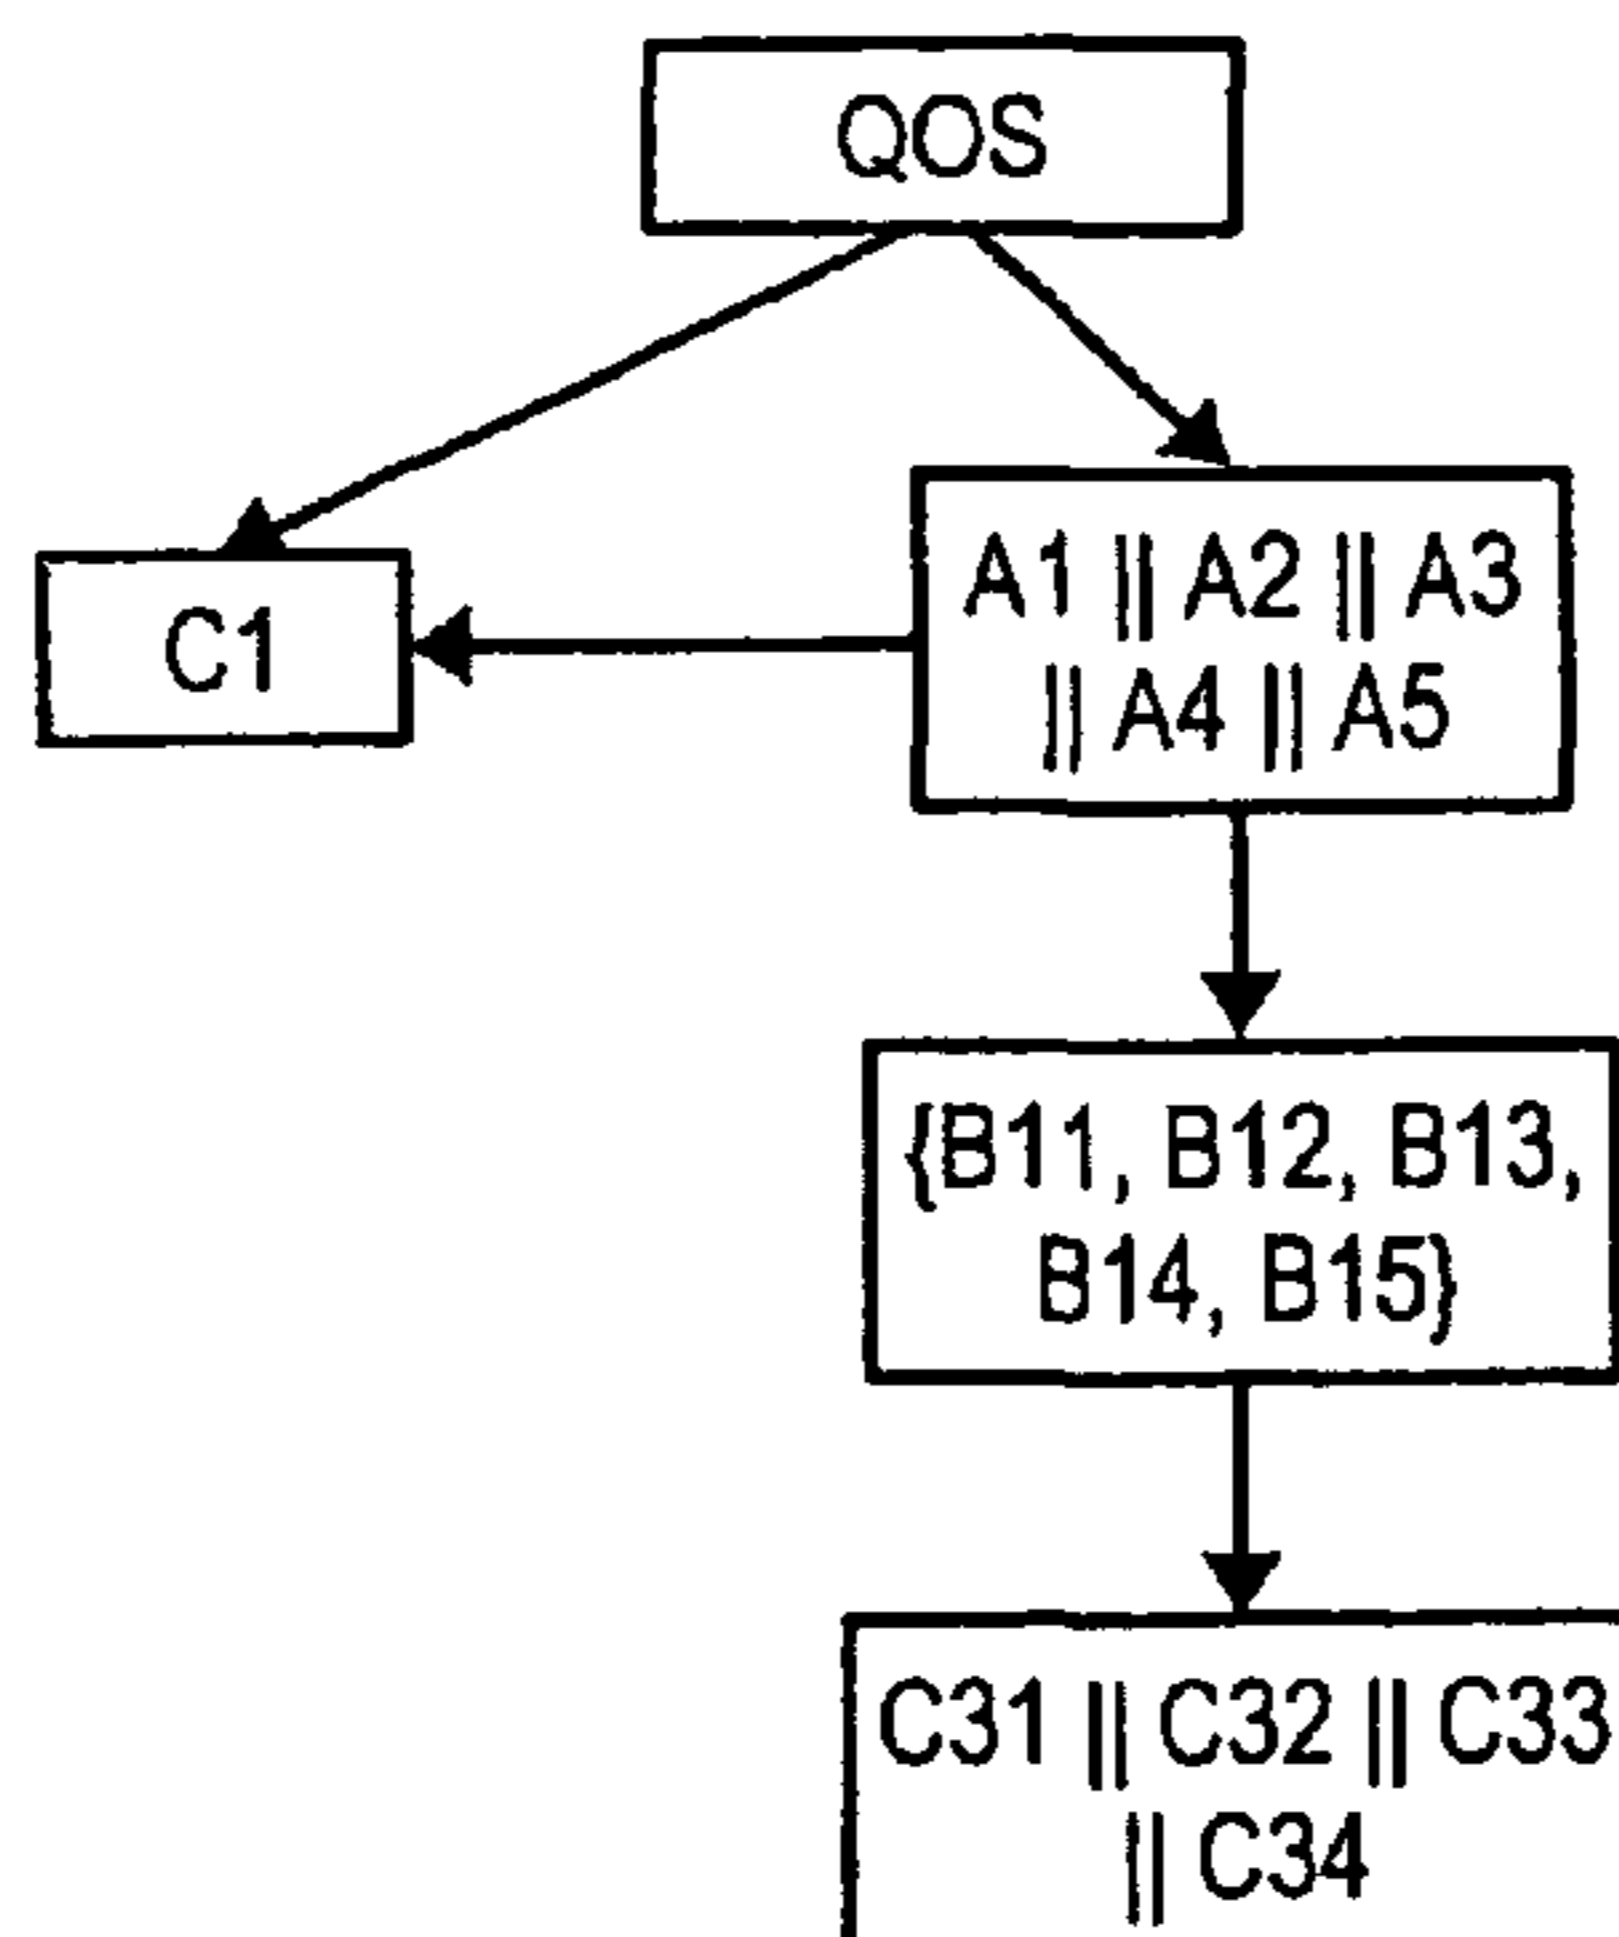 QOS
C1
A1 || A2 || A3
|| A4 || A5
{B11, B12, B13,
B14, B15}
C31 || C32 || C33
|| C34